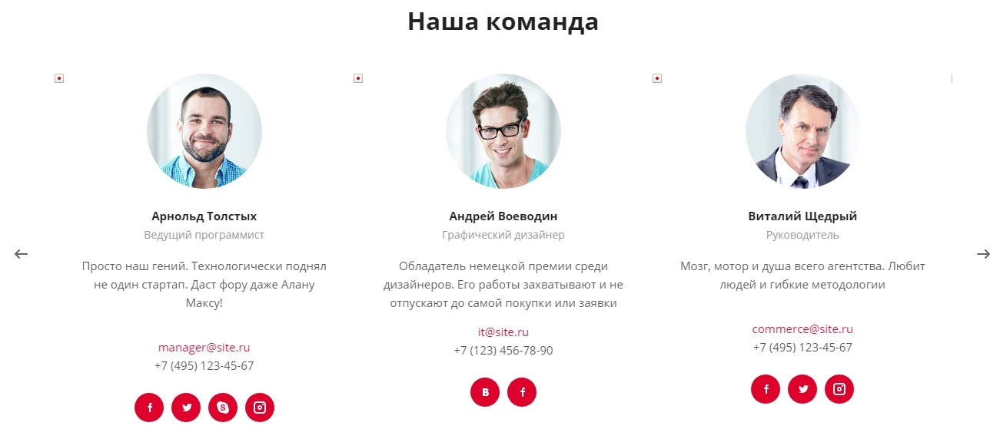 Наша команда
Арнольд Толстых
Ведущий программист
Просто наш гений. Технологически поднял
не один стартап. Даст фору даже Алану
Максу!
manager@site.ru
+7 (495) 123-45-67
Андрей Воеводин
Графический дизайнер
Обладатель немецкой премии среди
дизайнеров. Его работы захватывают и не
отпускают до самой покупки или заявки
it@site.ru
+7 (123) 456-78-90
Виталий Щедрый
Руководитель
Мозг, мотор и душа всего агентства. Любит
людей и гибкие методологии
commerce@site.ru
+7 (495) 123-45-67